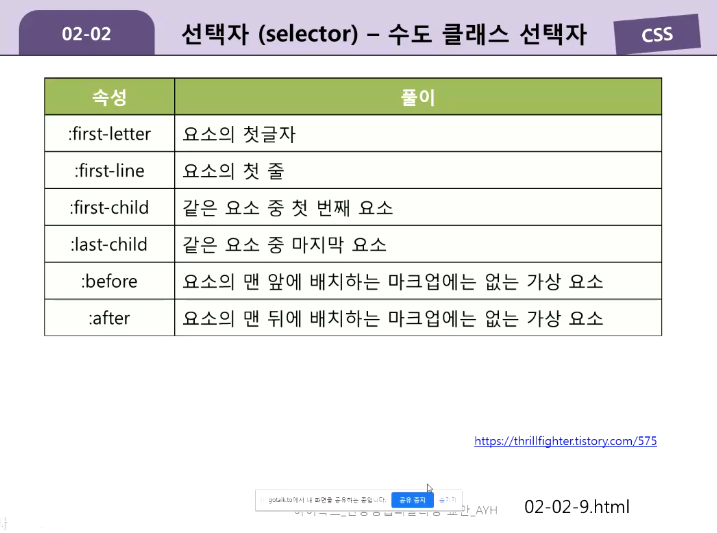 02-02
선택자 (selector) – 수도 클래스 선택자
CSS
속성 풀이
:first-letter 요소의 첫글자
:first-line 요소의 첫 줄
:first-child 같은 요소 중 첫 번째 요소
:last-child 같은 요소 중 마지막 요소
:before 요소의 맨 앞에 배치하는 마크업에는 없는 가상 요소
:after 요소의 맨 뒤에 배치하는 마크업에는 없는 가상 요소
https://thrillfighter.tistory.com/575
gotalk.to에서 내 화면을 공유하는 중입니다. 공유 중지 숨기기
_AYH
02-02-9.html